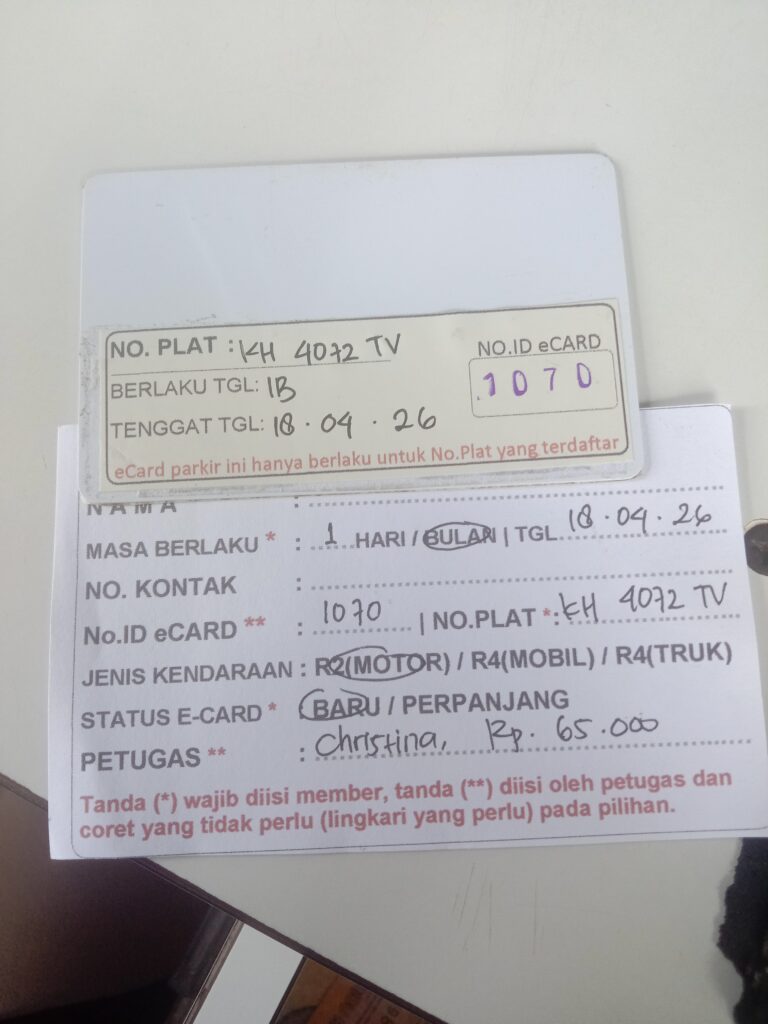 NO. PLAT : KH 4072 TV
NO.ID eCARD
1070
BERLAKU TGL: 1B
TENGGAT TGL: 18 . 04 . 26
eCard parkir ini hanya berlaku untuk No.Plat yang terdaftar
NAMA :
MASA BERLAKU * : 1 HARI / BULAN | TGL 18 . 04 . 26
NO. KONTAK :
No.ID eCARD ** : 1070 | NO.PLAT *: KH 4072 TV
JENIS KENDARAAN : R2(MOTOR) / R4(MOBIL) / R4(TRUK)
STATUS E-CARD * (BARU / PERPANJANG
PETUGAS ** : Christina, Rp. 65.000
Tanda (*) wajib diisi member, tanda (**) diisi oleh petugas dan
coret yang tidak perlu (lingkari yang perlu) pada pilihan.